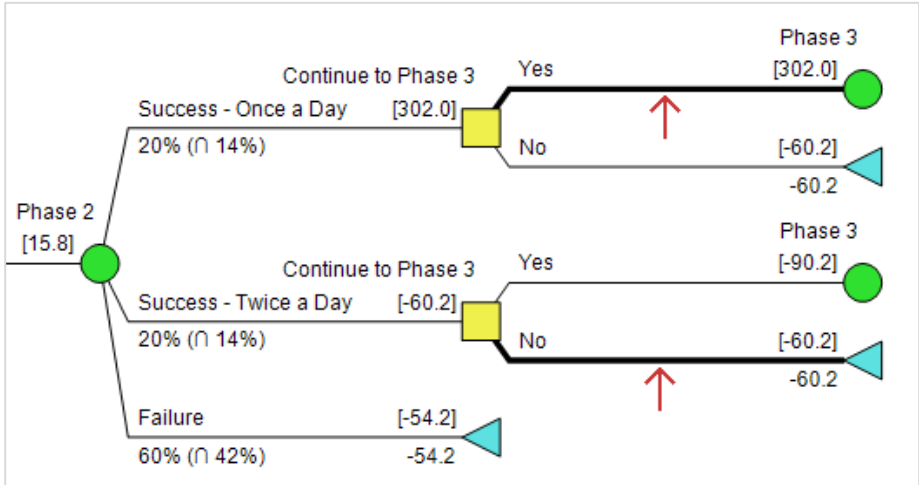 Phase 3
Continue to Phase 3 Yes [302.0]
Success - Once a Day [302.0]
20% (∩ 14%) No [-60.2]
-60.2
Phase 2
[15.8]
Phase 3
Continue to Phase 3 Yes [-90.2]
Success - Twice a Day [-60.2]
20% (∩ 14%) No [-60.2]
-60.2
Failure [-54.2]
60% (∩ 42%) -54.2